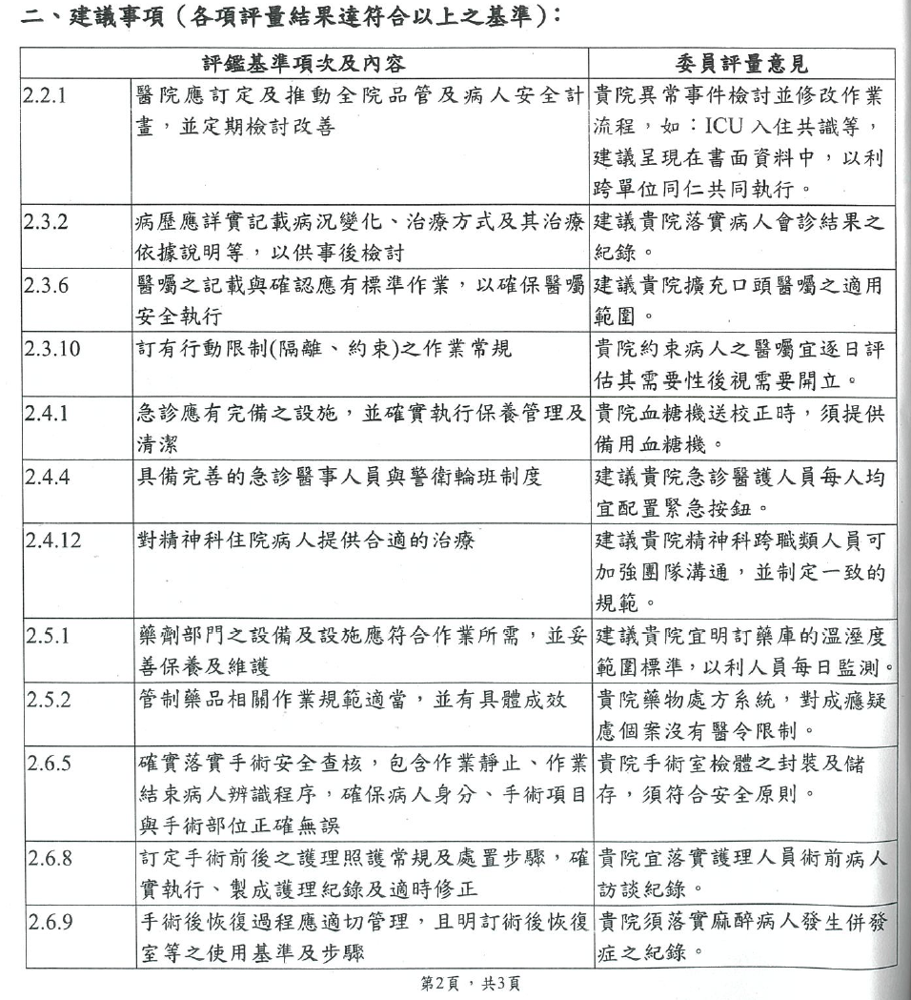 二、建議事項（各項評量結果達符合以上之基準）：
評鑑基準項次及內容 委員評量意見
2.2.1 醫院應訂定及推動全院品管及病人安全計 貴院異常事件檢討並修改作業
畫，並定期檢討改善 流程，如：ICU 入住共識等，
建議呈現在書面資料中，以利
跨單位同仁共同執行。
2.3.2 病歷應詳實記載病況變化、治療方式及其治療 建議貴院落實病人會診結果之
依據說明等，以供事後檢討 紀錄。
2.3.6 醫囑之記載與確認應有標準作業，以確保醫囑 建議貴院擴充口頭醫囑之適用
安全執行 範圍。
2.3.10 訂有行動限制(隔離、約束)之作業常規 貴院約束病人之醫囑宜逐日評
估其需要性後視需要開立。
2.4.1 急診應有完備之設施，並確實執行保養管理及 貴院血糖機送校正時，須提供
清潔 備用血糖機。
2.4.4 具備完善的急診醫事人員與警衛輪班制度 建議貴院急診醫護人員每人均
宜配置緊急按鈕。
2.4.12 對精神科住院病人提供合適的治療 建議貴院精神科跨職類人員可
加強團隊溝通，並制定一致的
規範。
2.5.1 藥劑部門之設備及設施應符合作業所需，並妥 建議貴院宜明訂藥庫的溫溼度
善保養及維護 範圍標準，以利人員每日監測。
2.5.2 管制藥品相關作業規範適當，並有具體成效 貴院藥物處方系統，對成癮疑
慮個案沒有醫令限制。
2.6.5 確實落實手術安全查核，包含作業靜止、作業 貴院手術室檢體之封裝及儲
結束病人辨識程序，確保病人身分、手術項目 存，須符合安全原則。
與手術部位正確無誤
2.6.8 訂定手術前後之護理照護常規及處置步驟，確 貴院宜落實護理人員術前病人
實執行、製成護理紀錄及適時修正 訪談紀錄。
2.6.9 手術後恢復過程應適切管理，且明訂術後恢復 貴院須落實麻醉病人發生併發
室等之使用基準及步驟 症之紀錄。
第2頁，共3頁